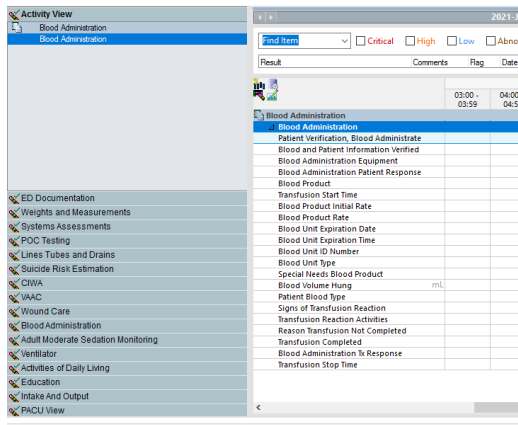 Activity View
Blood Administration
Blood Administration
ED Documentation
Weights and Measurements
Systems Assessments
POC Testing
Lines Tubes and Drains
Suicide Risk Estimation
CIWA
VAAC
Wound Care
Blood Administration
Adult Moderate Sedation Monitoring
Ventilator
Activities of Daily Living
Education
Intake And Output
PACU View
2021-J
Find Item Critical High Low Abno
Result Comments Flag Date
03:00 - 04:00
03:59 04:5
Blood Administration
Blood Administration
Patient Verification, Blood Administrate
Blood and Patient Information Verified
Blood Administration Equipment
Blood Administration Patient Response
Blood Product
Transfusion Start Time
Blood Product Initial Rate
Blood Product Rate
Blood Unit Expiration Date
Blood Unit Expiration Time
Blood Unit ID Number
Blood Unit Type
Special Needs Blood Product
Blood Volume Hung mL
Patient Blood Type
Signs of Transfusion Reaction
Transfusion Reaction Activities
Reason Transfusion Not Completed
Transfusion Completed
Blood Administration Tx Response
Transfusion Stop Time